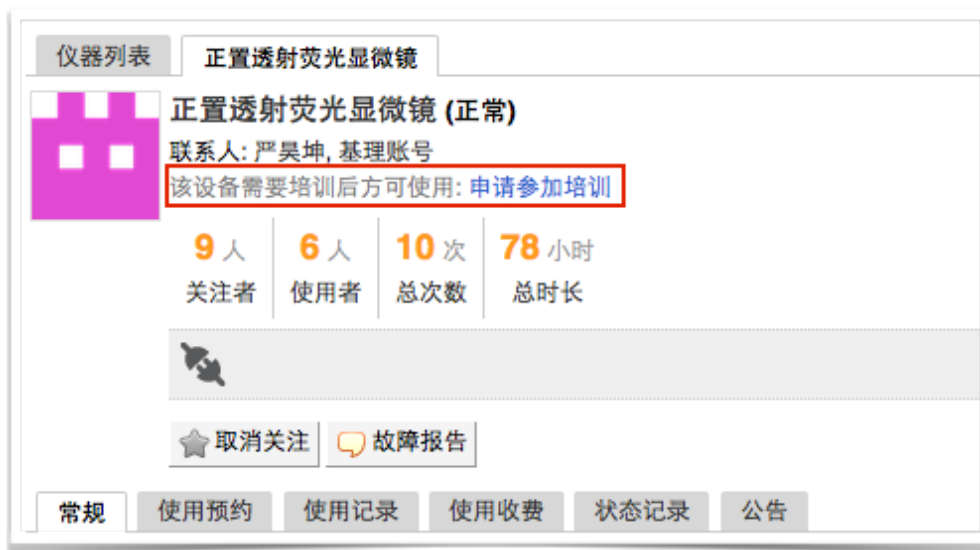 仪器列表 正置透射荧光显微镜
正置透射荧光显微镜 (正常)
联系人: 严昊坤, 基理账号
该设备需要培训后方可使用: 申请参加培训
9 人 6 人 10 次 78 小时
关注者 使用者 总次数 总时长
取消关注 故障报告
常规 使用预约 使用记录 使用收费 状态记录 公告